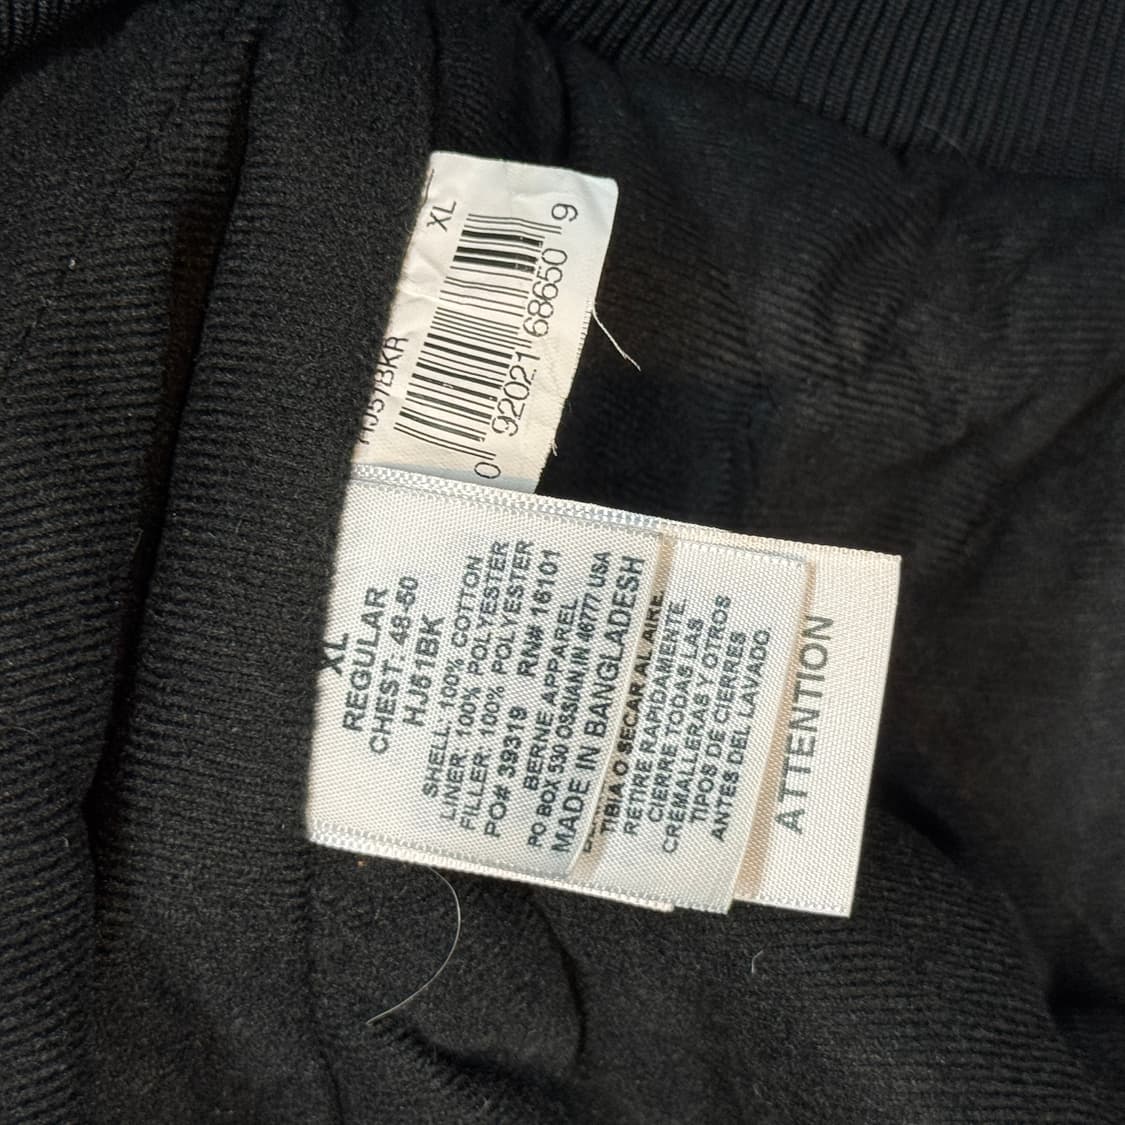 XL
0 92021 68650 9
XL
REGULAR
CHEST 48-50
HJ51BK
SHELL: 100% COTTON
LINER: 100% POLYESTER
FILLER: 100% POLYESTER
PO# 39319 RN# 16101
BERNE APPAREL
PO BOX 530 OSSIAN IN 46777 USA
MADE IN BANGLADESH
TIBIA O SECAR AL AIRE.
RETIRE RAPIDAMENTE.
CIERRE TODAS LAS
CREMALLERAS Y OTROS
TIPOS DE CIERRES
ANTES DEL LAVADO.
ATTENTION